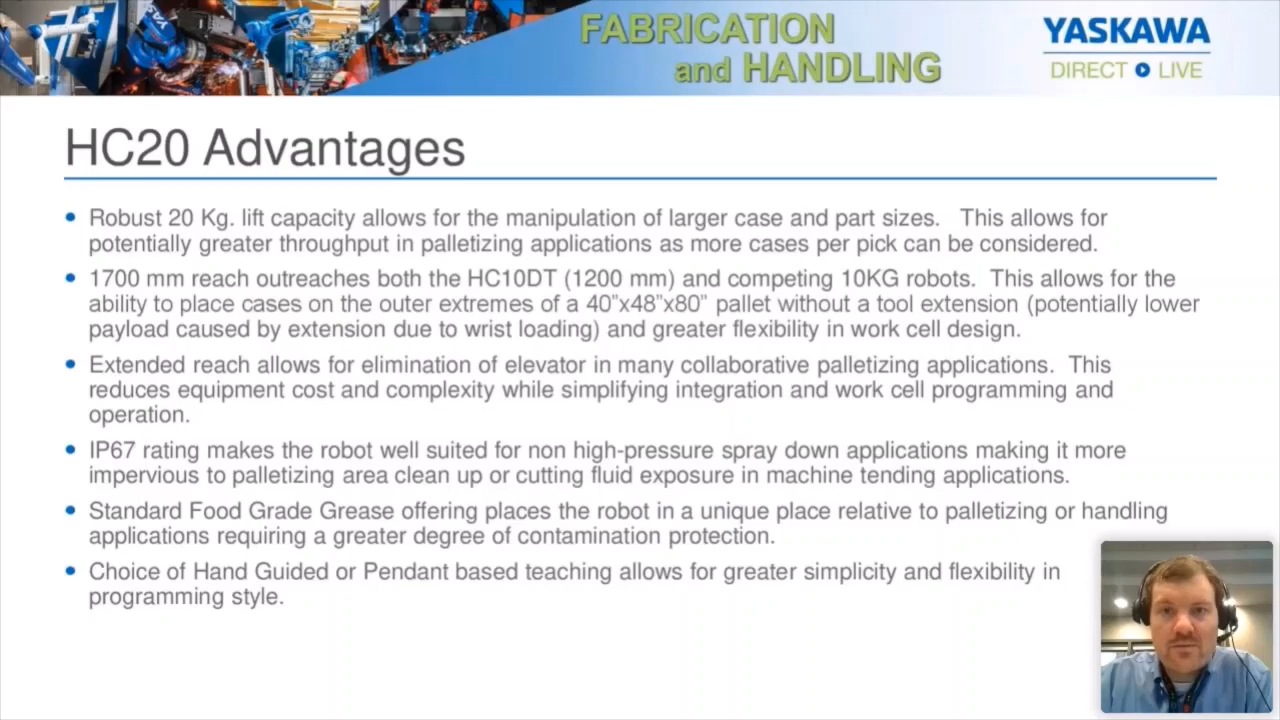 FABRICATION
and HANDLING
YASKAWA
DIRECT LIVE
HC20 Advantages
• Robust 20 Kg. lift capacity allows for the manipulation of larger case and part sizes. This allows for
potentially greater throughput in palletizing applications as more cases per pick can be considered.
• 1700 mm reach outreaches both the HC10DT (1200 mm) and competing 10KG robots. This allows for the
ability to place cases on the outer extremes of a 40"x48"x80" pallet without a tool extension (potentially lower
payload caused by extension due to wrist loading) and greater flexibility in work cell design.
• Extended reach allows for elimination of elevator in many collaborative palletizing applications. This
reduces equipment cost and complexity while simplifying integration and work cell programming and
operation.
• IP67 rating makes the robot well suited for non high-pressure spray down applications making it more
impervious to palletizing area clean up or cutting fluid exposure in machine tending applications.
• Standard Food Grade Grease offering places the robot in a unique place relative to palletizing or handling
applications requiring a greater degree of contamination protection.
• Choice of Hand Guided or Pendant based teaching allows for greater simplicity and flexibility in
programming style.